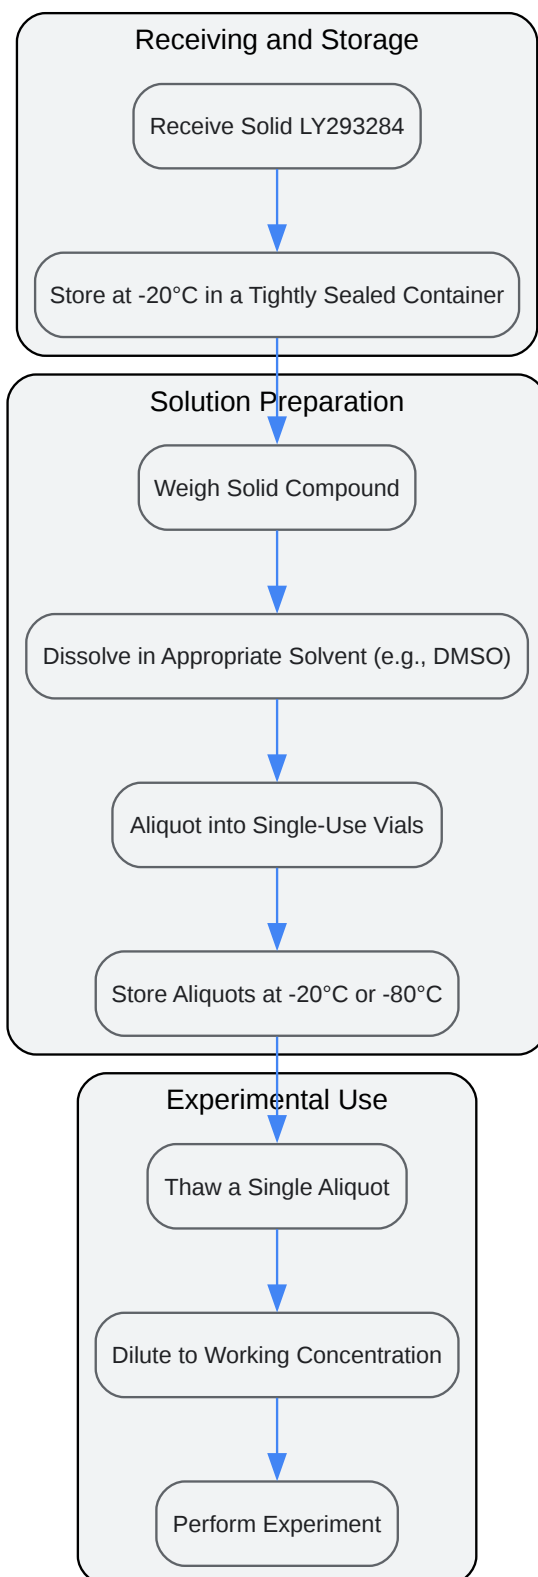 Receiving and Storage
Receive Solid LY293284
Store at -20°C in a Tightly Sealed Container
Solution Preparation
Weigh Solid Compound
Dissolve in Appropriate Solvent (e.g., DMSO)
Aliquot into Single-Use Vials
Store Aliquots at -20°C or -80°C
Experimental Use
Thaw a Single Aliquot
Dilute to Working Concentration
Perform Experiment